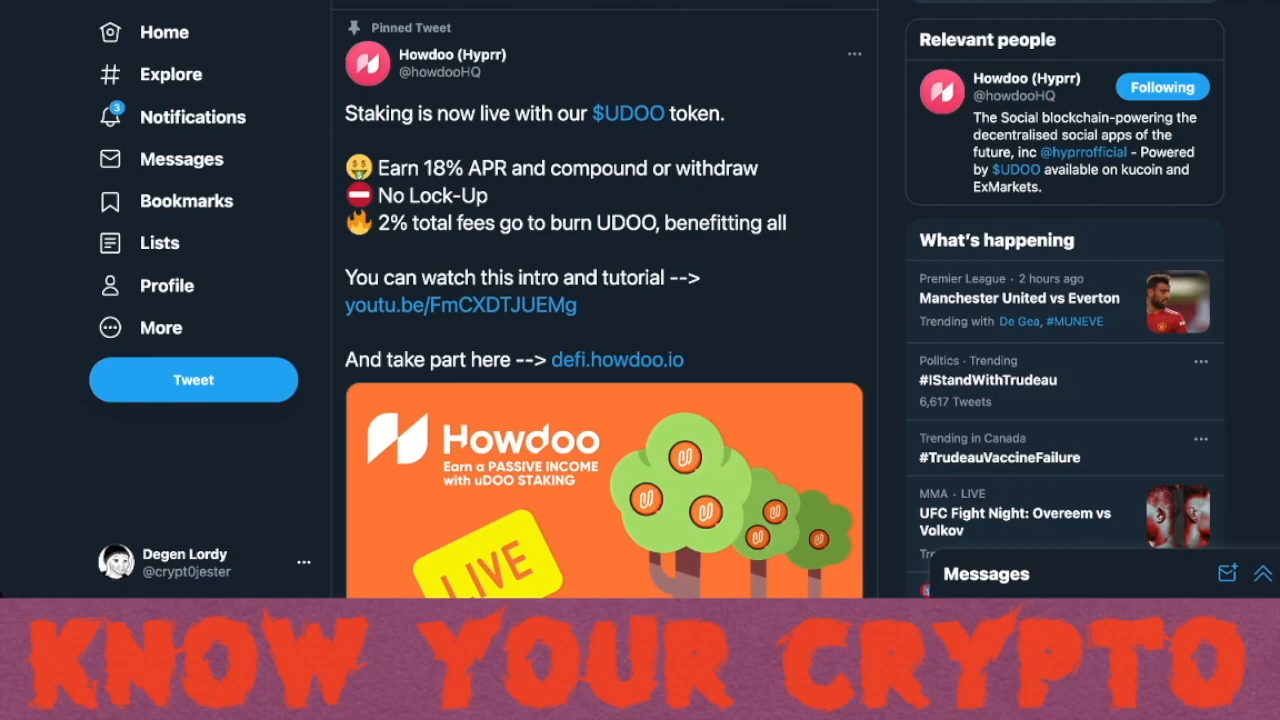 Home
Explore
3
Notifications
Messages
Bookmarks
Lists
Profile
More
Tweet
Degen Lordy
@crypt0jester
Pinned Tweet
Howdoo (Hyprr)
@howdooHQ
Staking is now live with our $UDOO token.
Earn 18% APR and compound or withdraw
No Lock-Up
2% total fees go to burn UDOO, benefitting all
You can watch this intro and tutorial -->
youtu.be/FmCXDTJUEMg
And take part here --> defi.howdoo.io
Howdoo
Earn a PASSIVE INCOME
with uDOO STAKING
LIVE
Relevant people
Howdoo (Hyprr)
@howdooHQ
Following
The Social blockchain-powering the
decentralised social apps of the
future, inc @hyprrofficial - Powered
by $UDOO available on kucoin and
ExMarkets.
What's happening
Premier League · 2 hours ago
Manchester United vs Everton
Trending with De Gea, #MUNEVE
Politics · Trending
#IStandWithTrudeau
6,617 Tweets
Trending in Canada
#TrudeauVaccineFailure
MMA · LIVE
UFC Fight Night: Overeem vs
Volkov
Messages
KNOW YOUR CRYPTO